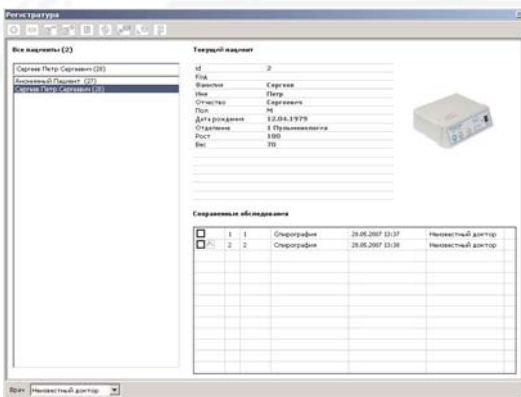 Регистратура
Все пациенты (2)
Сергеев Петр Сергеевич (28)
Анонимный Пациент (27)
Сергеев Петр Сергеевич (28)
Текущий пациент
id 2
Код
Фамилия Сергеев
Имя Петр
Отчество Сергеевич
Пол М
Дата рождения 12.04.1979
Отделение 1 Пульмонология
Рост 180
Вес 70
Сохраненные обследования
1 1 Спирография 28.05.2007 13:37 Неизвестный доктор
2 2 Спирография 28.05.2007 13:38 Неизвестный доктор
Врач Неизвестный доктор